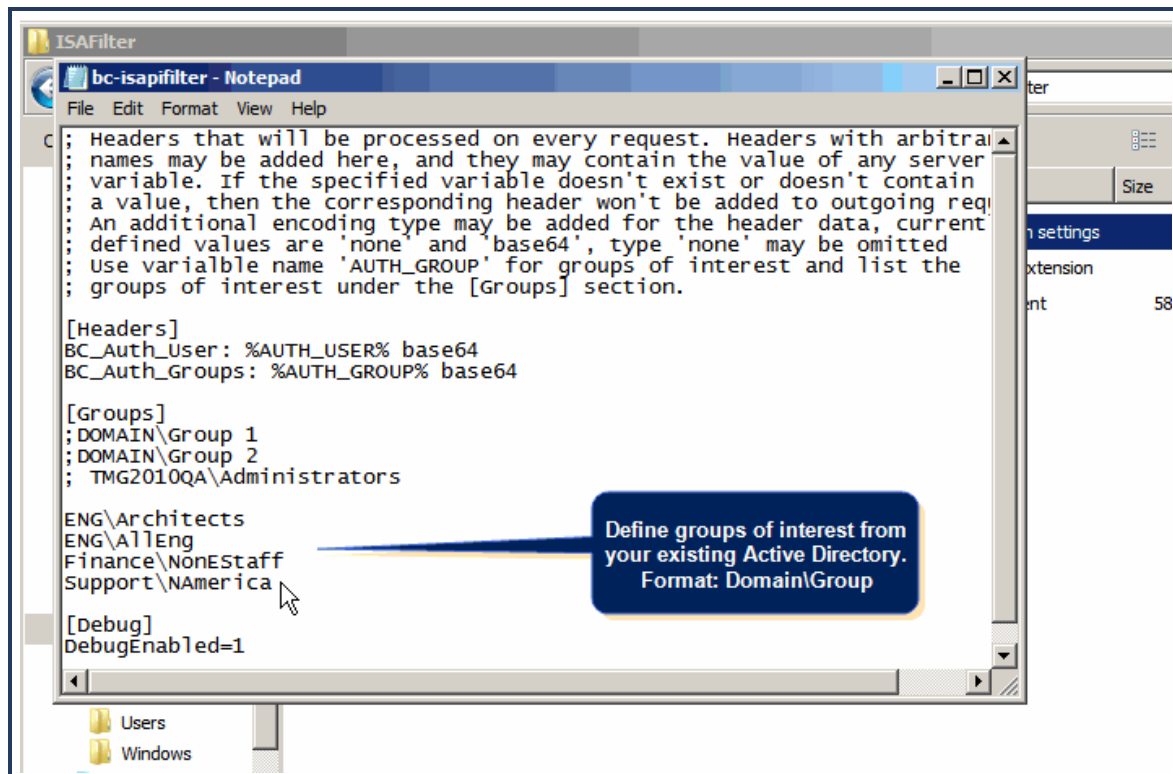 ISAFilter
bc-isapifilter - Notepad
ter
File Edit Format View Help
; Headers that will be processed on every request. Headers with arbitrar
; names may be added here, and they may contain the value of any server
; variable. If the specified variable doesn't exist or doesn't contain
; a value, then the corresponding header won't be added to outgoing requ
; An additional encoding type may be added for the header data, current
; defined values are 'none' and 'base64', type 'none' may be omitted
; Use varialble name 'AUTH_GROUP' for groups of interest and list the
; groups of interest under the [Groups] section.
[Headers]
BC_Auth_User: %AUTH_USER% base64
BC_Auth_Groups: %AUTH_GROUP% base64
[Groups]
;DOMAIN\Group 1
;DOMAIN\Group 2
; TMG2010QA\Administrators
ENG\Architects
ENG\AllEng
Finance\NonEStaff
Support\NAmerica
[Debug]
DebugEnabled=1
Define groups of interest from
your existing Active Directory.
Format: Domain\Group
Size
n settings
xtension
ent 58
Users
Windows